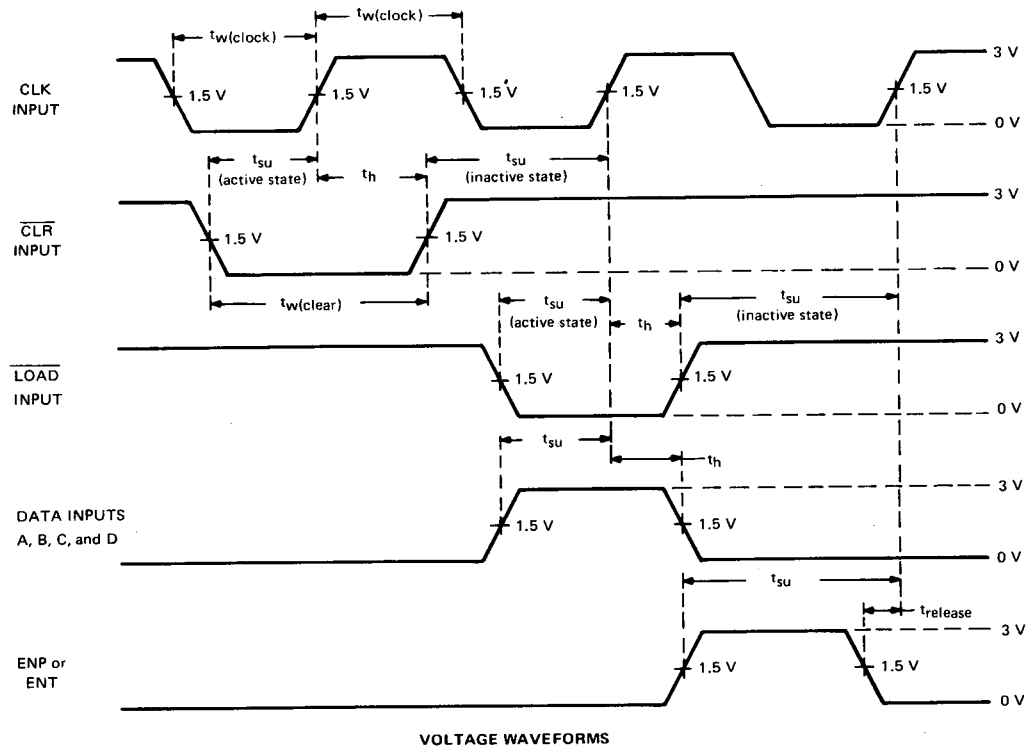 tw(clock)
tw(clock)
3 V
CLK
INPUT
1.5 V
1.5 V
1.5 V
1.5 V
1.5 V
0 V
tsu
(active state)
th
tsu
(inactive state)
3 V
CLR
INPUT
1.5 V
1.5 V
0 V
tw(clear)
tsu
(active state)
th
tsu
(inactive state)
3 V
LOAD
INPUT
1.5 V
1.5 V
0 V
tsu
th
3 V
DATA INPUTS
A, B, C, and D
1.5 V
1.5 V
0 V
tsu
trelease
3 V
ENP or
ENT
1.5 V
1.5 V
0 V
VOLTAGE WAVEFORMS